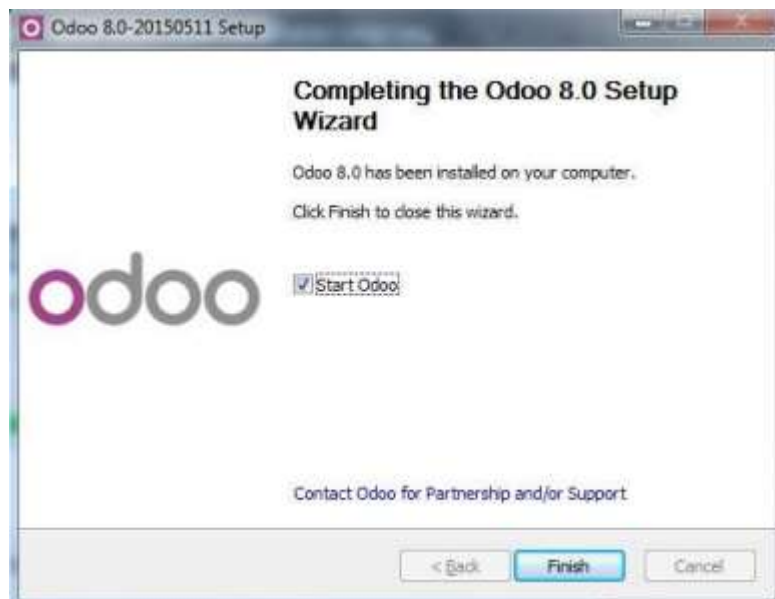 Odoo 8.0-20150511 Setup
Completing the Odoo 8.0 Setup
Wizard
Odoo 8.0 has been installed on your computer.
Click Finish to close this wizard.
odoo
Start Odoo
Contact Odoo for Partnership and/or Support
< Back
Finish
Cancel